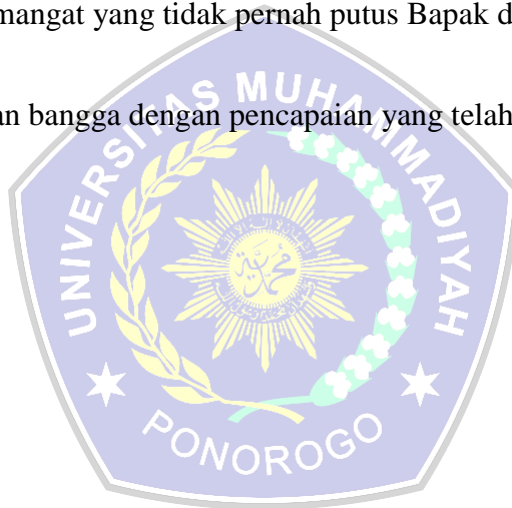 mangat yang tidak pernah putus Bapak d
an bangga dengan pencapaian yang telah
UNIVERSITAS MUHAMMADIYAH
PONOROGO